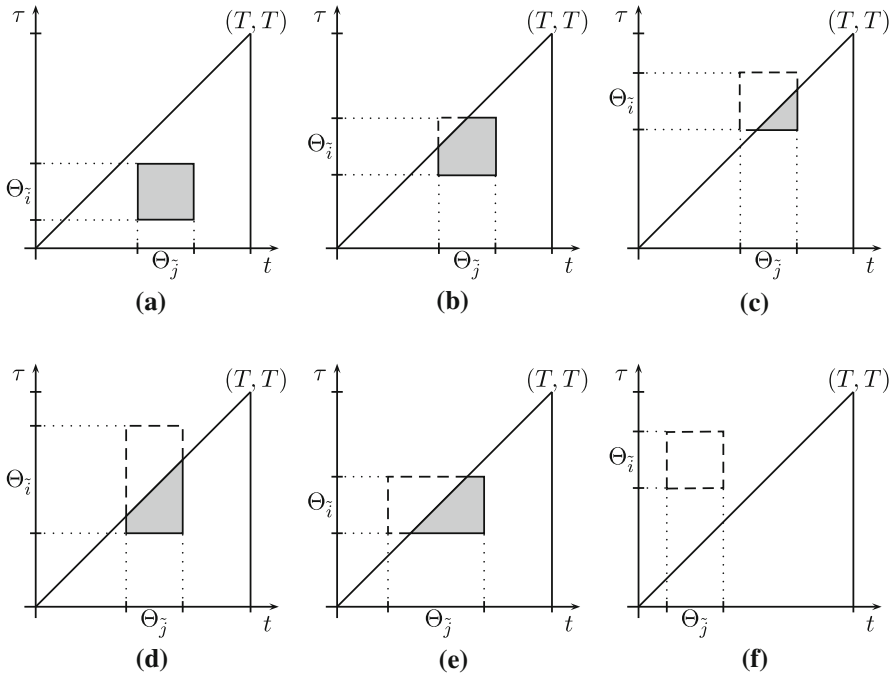 τ (T, T)
Θ_ĩ
Θ_j̃ t
(a)
(T, T)
τ
Θ_ĩ
Θ_j̃ t
(b)
τ (T, T)
Θ_ĩ
Θ_j̃ t
(c)
τ (T, T)
Θ_ĩ
Θ_j̃ t
(d)
τ (T, T)
Θ_ĩ
Θ_j̃ t
(e)
τ (T, T)
Θ_ĩ
Θ_j̃ t
(f)